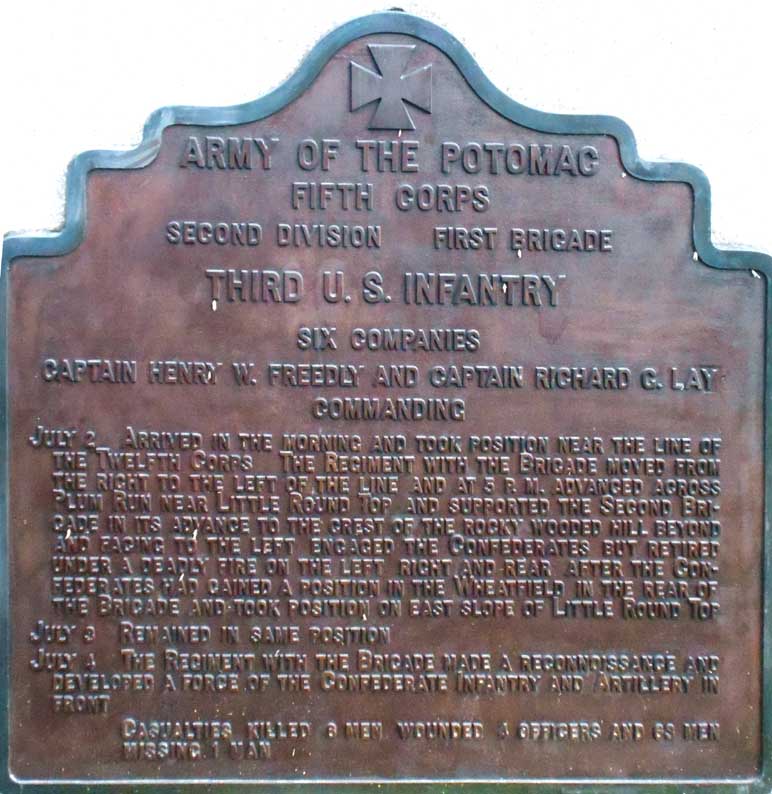 ARMY OF THE POTOMAC
FIFTH CORPS
SECOND DIVISION FIRST BRIGADE
THIRD U. S. INFANTRY
SIX COMPANIES
CAPTAIN HENRY W. FREEDLY AND CAPTAIN RICHARD G. LAY
COMMANDING
JULY 2 ARRIVED IN THE MORNING AND TOOK POSITION NEAR THE LINE OF
THE TWELFTH CORPS THE REGIMENT WITH THE BRIGADE MOVED FROM
THE RIGHT TO THE LEFT OF THE LINE AND AT 5 P. M. ADVANCED ACROSS
PLUM RUN NEAR LITTLE ROUND TOP AND SUPPORTED THE SECOND BRI-
GADE IN ITS ADVANCE TO THE CREST OF THE ROCKY WOODED HILL BEYOND
AND FACING TO THE LEFT ENGAGED THE CONFEDERATES BUT RETIRED
UNDER A DEADLY FIRE ON THE LEFT RIGHT AND REAR AFTER THE CON-
FEDERATES HAD GAINED A POSITION IN THE WHEATFIELD IN THE REAR OF
THE BRIGADE AND TOOK POSITION ON EAST SLOPE OF LITTLE ROUND TOP
JULY 3 REMAINED IN SAME POSITION
JULY 4 THE REGIMENT WITH THE BRIGADE MADE A RECONNOISSANCE AND
DEVELOPED A FORCE OF THE CONFEDERATE INFANTRY AND ARTILLERY IN
FRONT
CASUALTIES KILLED 6 MEN WOUNDED OFFICERS AND 63 MEN
MISSING 1 MAN